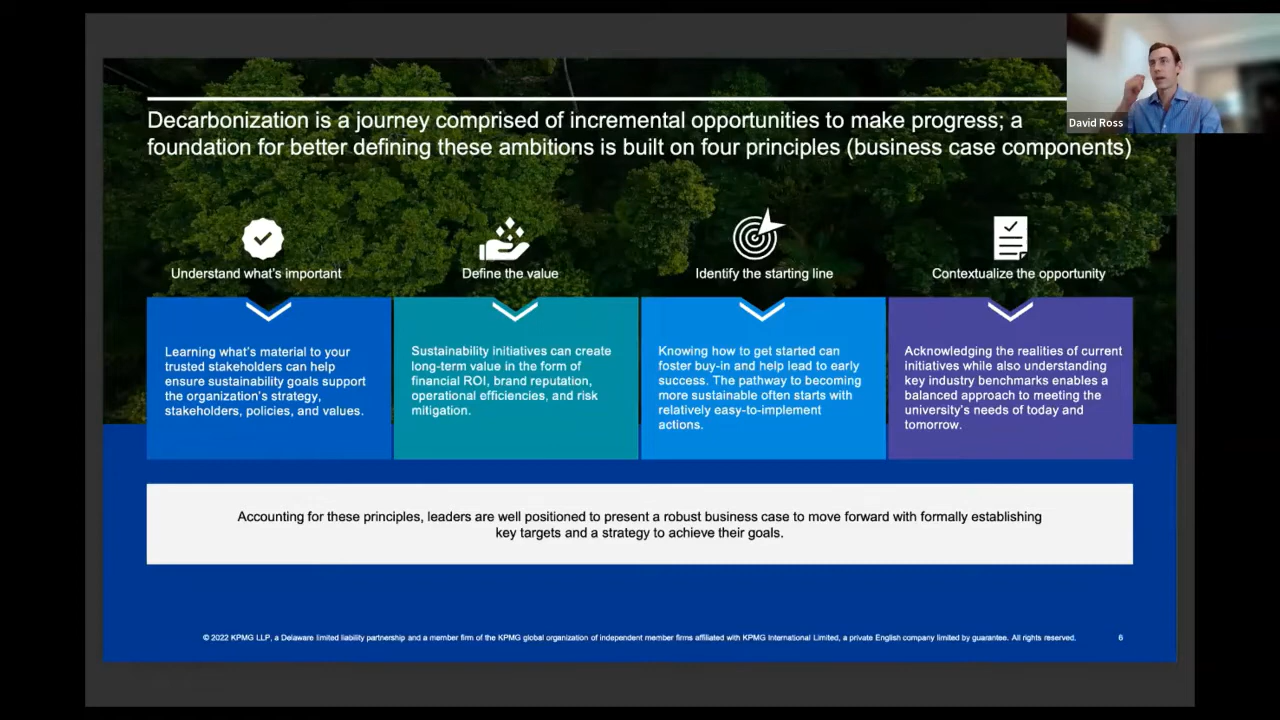 David Ross
Decarbonization is a journey comprised of incremental opportunities to make progress; a
foundation for better defining these ambitions is built on four principles (business case components)
Understand what's important
Define the value
Identify the starting line
Contextualize the opportunity
Learning what's material to your
trusted stakeholders can help
ensure sustainability goals support
the organization's strategy,
stakeholders, policies, and values.
Sustainability initiatives can create
long-term value in the form of
financial ROI, brand reputation,
operational efficiencies, and risk
mitigation.
Knowing how to get started can
foster buy-in and help lead to early
success. The pathway to becoming
more sustainable often starts with
relatively easy-to-implement
actions.
Acknowledging the realities of current
initiatives while also understanding
key industry benchmarks enables a
balanced approach to meeting the
university's needs of today and
tomorrow.
Accounting for these principles, leaders are well positioned to present a robust business case to move forward with formally establishing
key targets and a strategy to achieve their goals.
© 2022 KPMG LLP, a Delaware limited liability partnership and a member firm of the KPMG global organization of independent member firms affiliated with KPMG International Limited, a private English company limited by guarantee. All rights reserved.
6